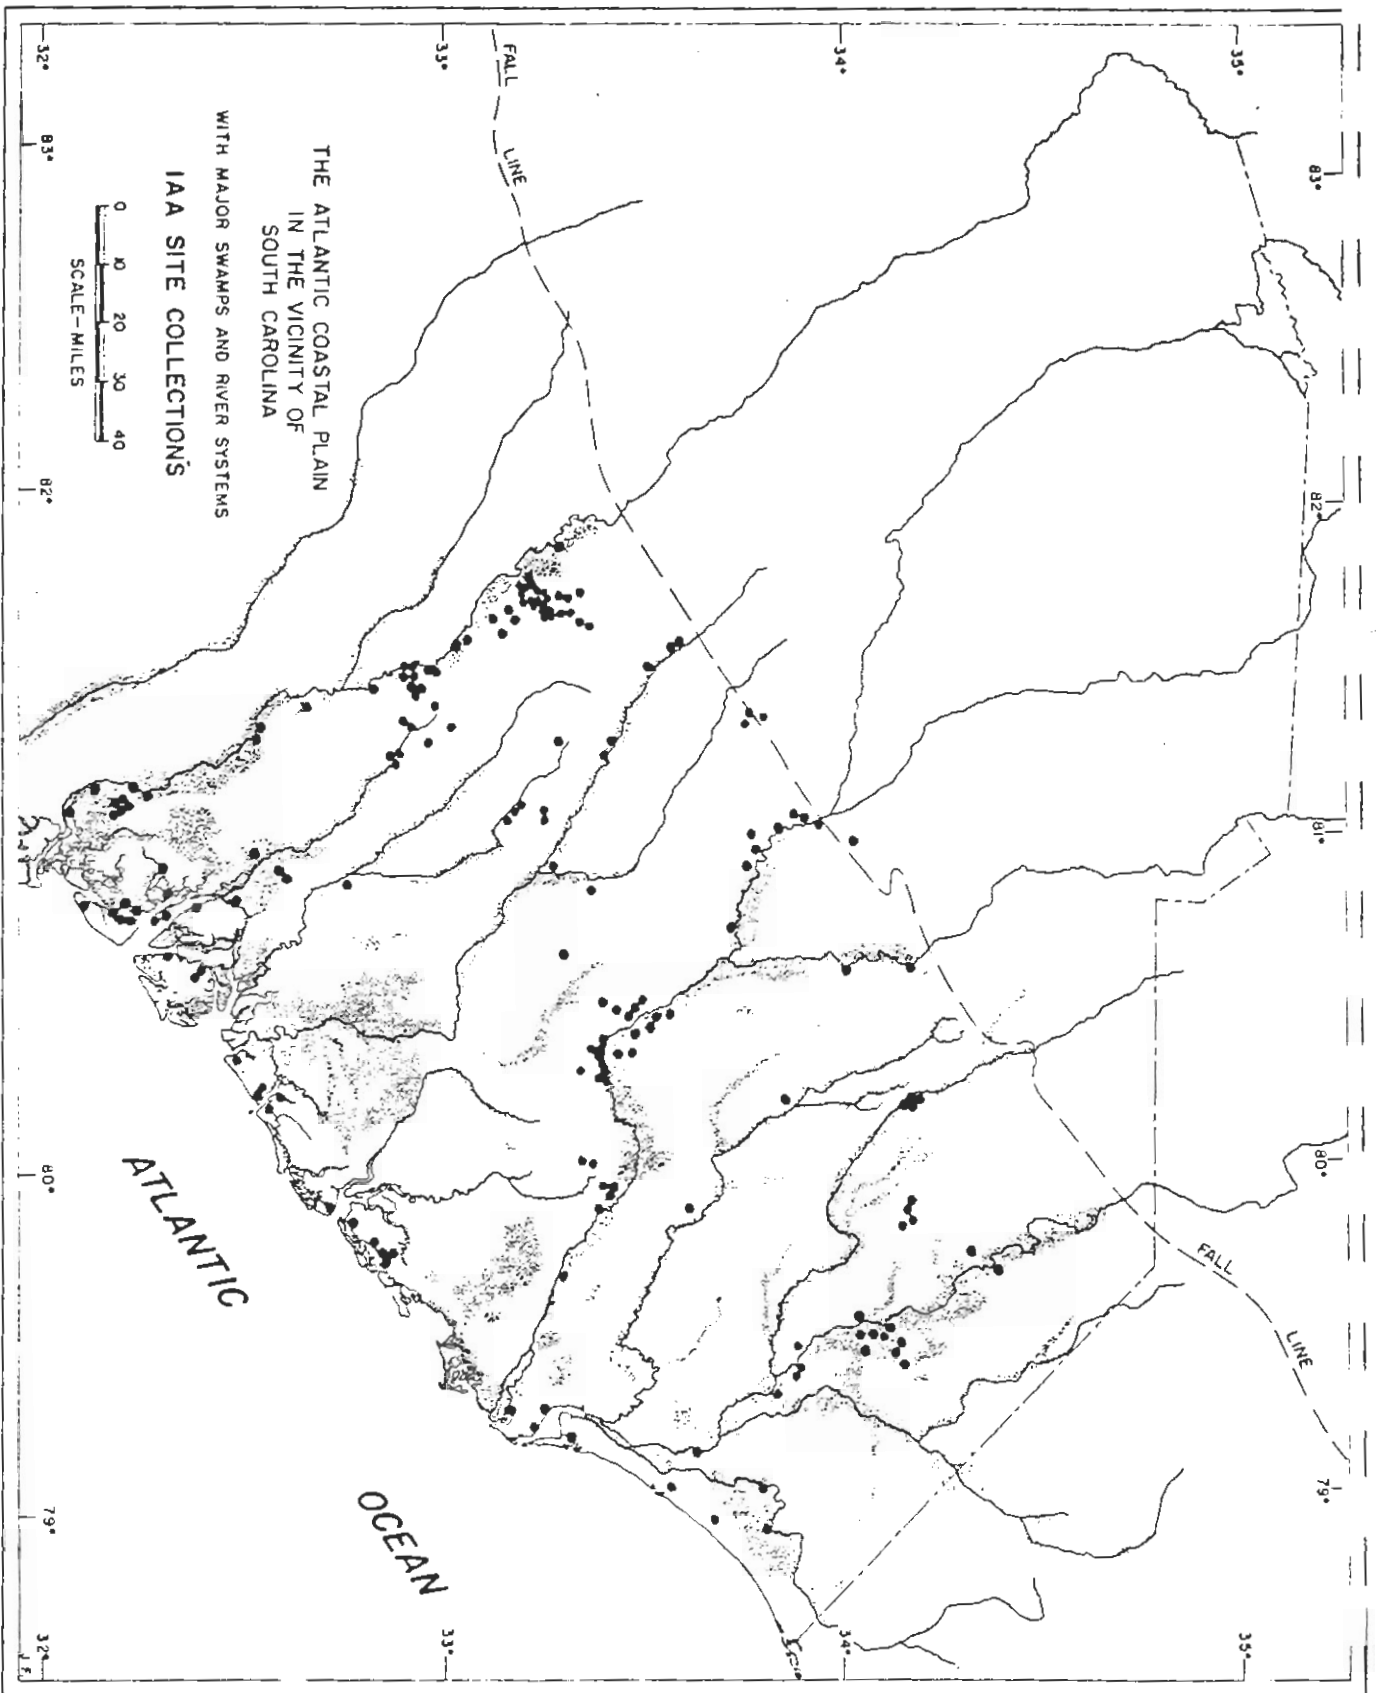 THE ATLANTIC COASTAL PLAIN
IN THE VICINITY OF
SOUTH CAROLINA
WITH MAJOR SWAMPS AND RIVER SYSTEMS
IAA SITE COLLECTIONS
0 10 20 30 40
SCALE-MILES
FALL
LINE
FALL
LINE
ATLANTIC
OCEAN
83°
82°
81°
80°
79°
35°
34°
33°
32°
35°
34°
33°
32°
83°
82°
80°
79°
J F